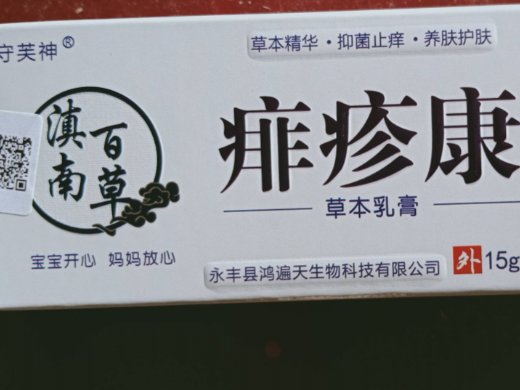 守芙神®
草本精华·抑菌止痒·养肤护肤
滇南
百草
痱疹康
草本乳膏
宝宝开心 妈妈放心
永丰县鸿遍天生物科技有限公司
外 15g